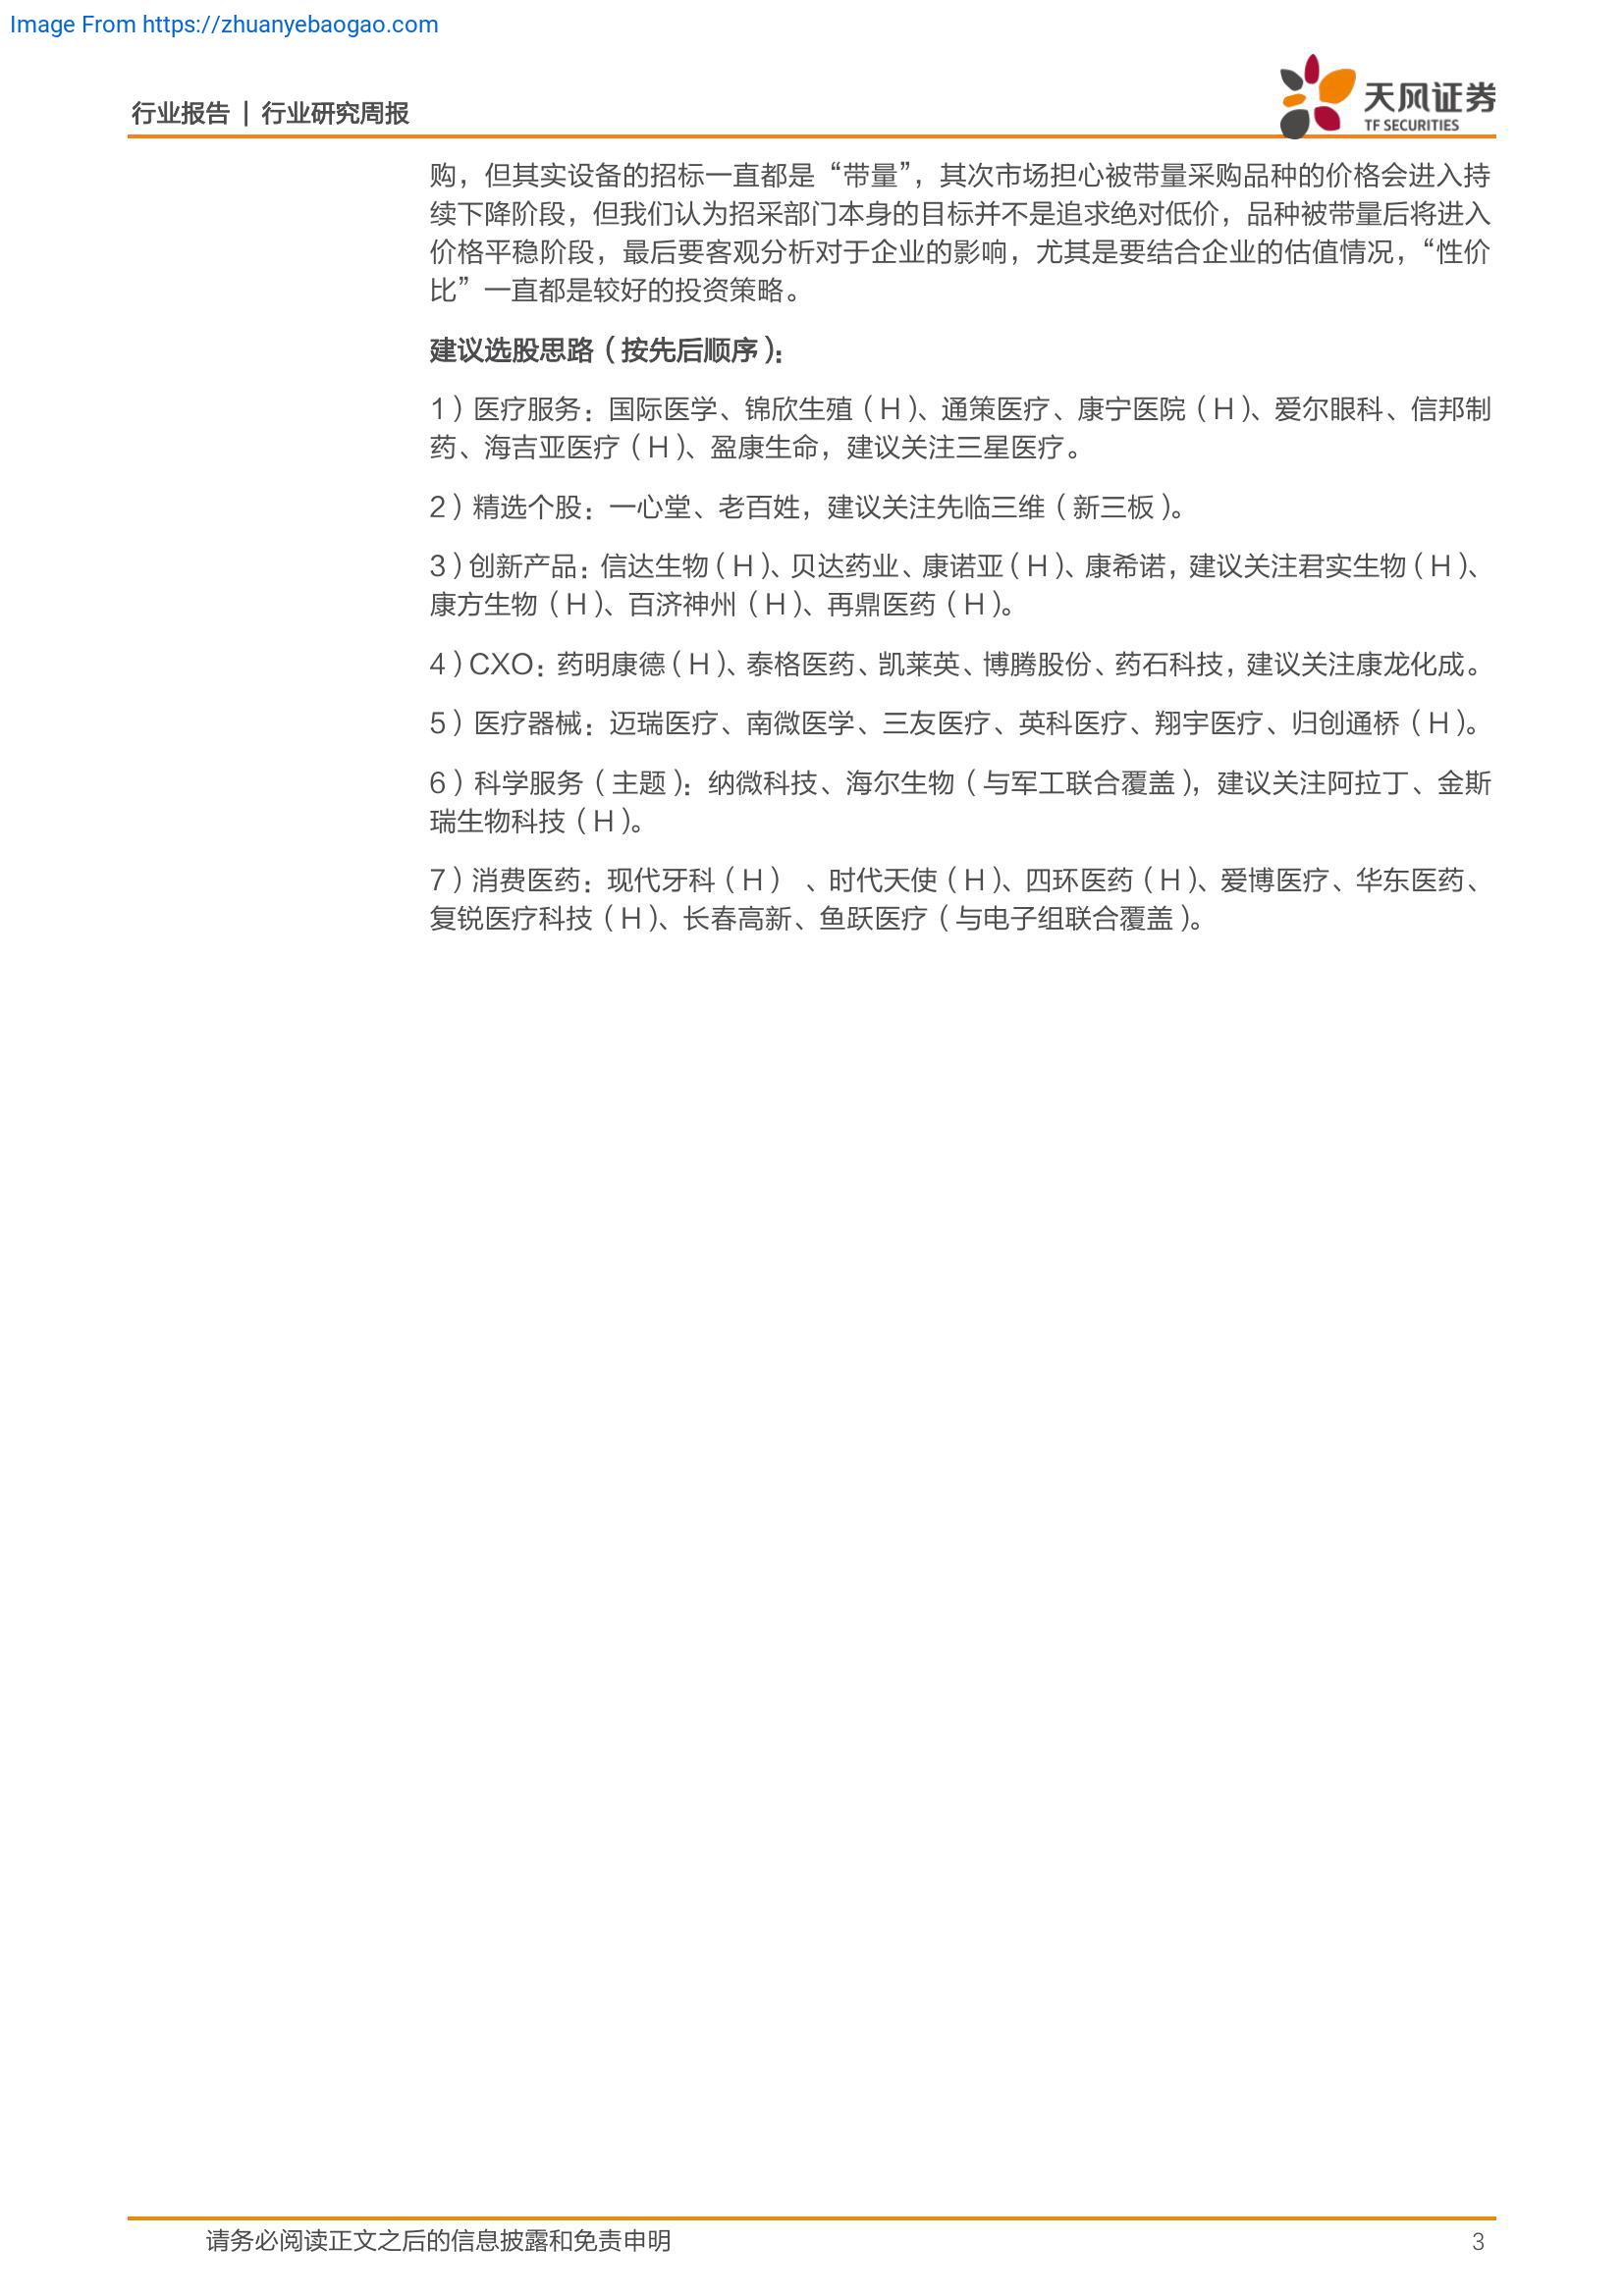 Image From https://zhuanyebaogao.com
行业报告 | 行业研究周报
天风证券
TF SECURITIES
购，但其实设备的招标一直都是“带量”，其次市场担心被带量采购品种的价格会进入持
续下降阶段，但我们认为招采部门本身的目标并不是追求绝对低价，品种被带量后将进入
价格平稳阶段，最后要客观分析对于企业的影响，尤其是要结合企业的估值情况，“性价
比”一直都是较好的投资策略。
建议选股思路（按先后顺序）：
1）医疗服务：国际医学、锦欣生殖（H）、通策医疗、康宁医院（H）、爱尔眼科、信邦制
药、海吉亚医疗（H）、盈康生命，建议关注三星医疗。
2）精选个股：一心堂、老百姓，建议关注先临三维（新三板）。
3）创新产品：信达生物（H）、贝达药业、康诺亚（H）、康希诺，建议关注君实生物（H）、
康方生物（H）、百济神州（H）、再鼎医药（H）。
4）CXO：药明康德（H）、泰格医药、凯莱英、博腾股份、药石科技，建议关注康龙化成。
5）医疗器械：迈瑞医疗、南微医学、三友医疗、英科医疗、翔宇医疗、归创通桥（H）。
6）科学服务（主题）：纳微科技、海尔生物（与军工联合覆盖），建议关注阿拉丁、金斯
瑞生物科技（H）。
7）消费医药：现代牙科（H） 、时代天使（H）、四环医药（H）、爱博医疗、华东医药、
复锐医疗科技（H）、长春高新、鱼跃医疗（与电子组联合覆盖）。
请务必阅读正文之后的信息披露和免责申明
3